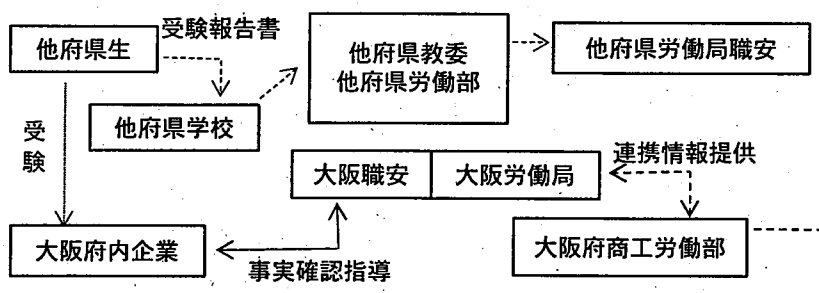 他府県生
受験報告書
他府県教委
他府県労働部
他府県労働局職安
他府県学校
受験
大阪職安
大阪労働局
連携情報提供
大阪府内企業
事実確認指導
大阪府商工労働部